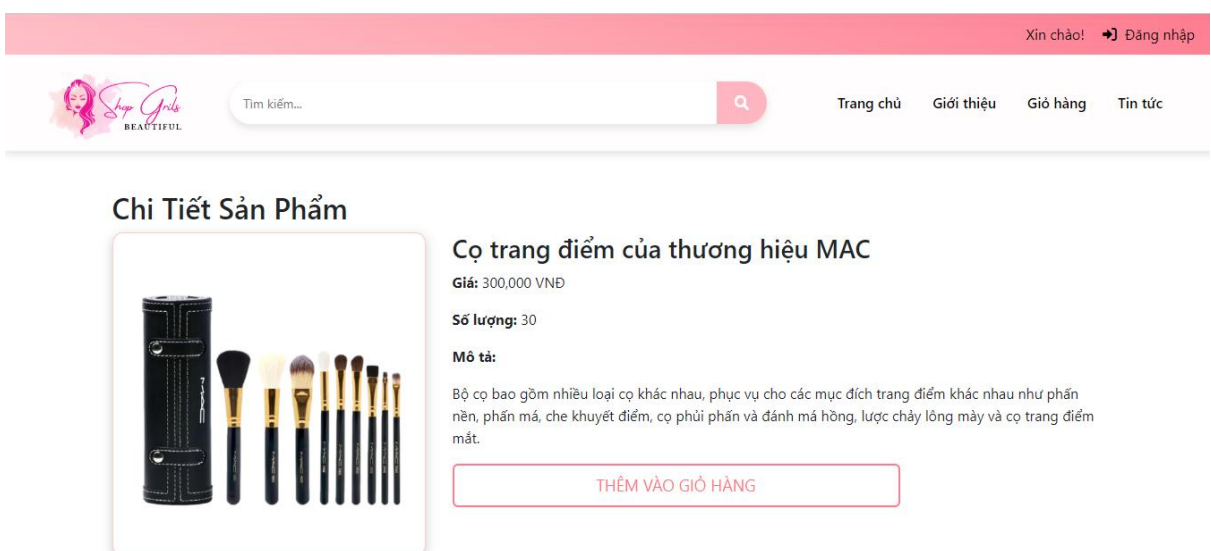 Xin chào! Đăng nhập
Shop Grils
BEAUTIFUL
Tìm kiếm...
Trang chủ Giới thiệu Giỏ hàng Tin tức
Chi Tiết Sản Phẩm
Cọ trang điểm của thương hiệu MAC
Giá: 300,000 VNĐ
Số lượng: 30
Mô tả:
Bộ cọ bao gồm nhiều loại cọ khác nhau, phục vụ cho các mục đích trang điểm khác nhau như phấn
nền, phấn má, che khuyết điểm, cọ phủi phấn và đánh má hồng, lược chảy lông mày và cọ trang điểm
mắt.
THÊM VÀO GIỎ HÀNG
MAC